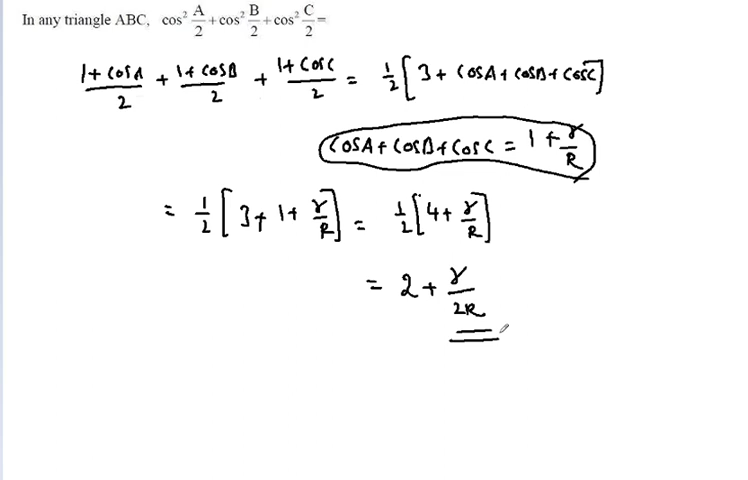 In any triangle ABC, cos² A/2 + cos² B/2 + cos² C/2 =
(1 + cosA)/2 + (1 + cosB)/2 + (1 + cosC)/2 = 1/2 [3 + cosA + cosB + cosC]
cosA + cosB + cosC = 1 + r/R
= 1/2 [3 + 1 + r/R] = 1/2 [4 + r/R]
= 2 + r/2R